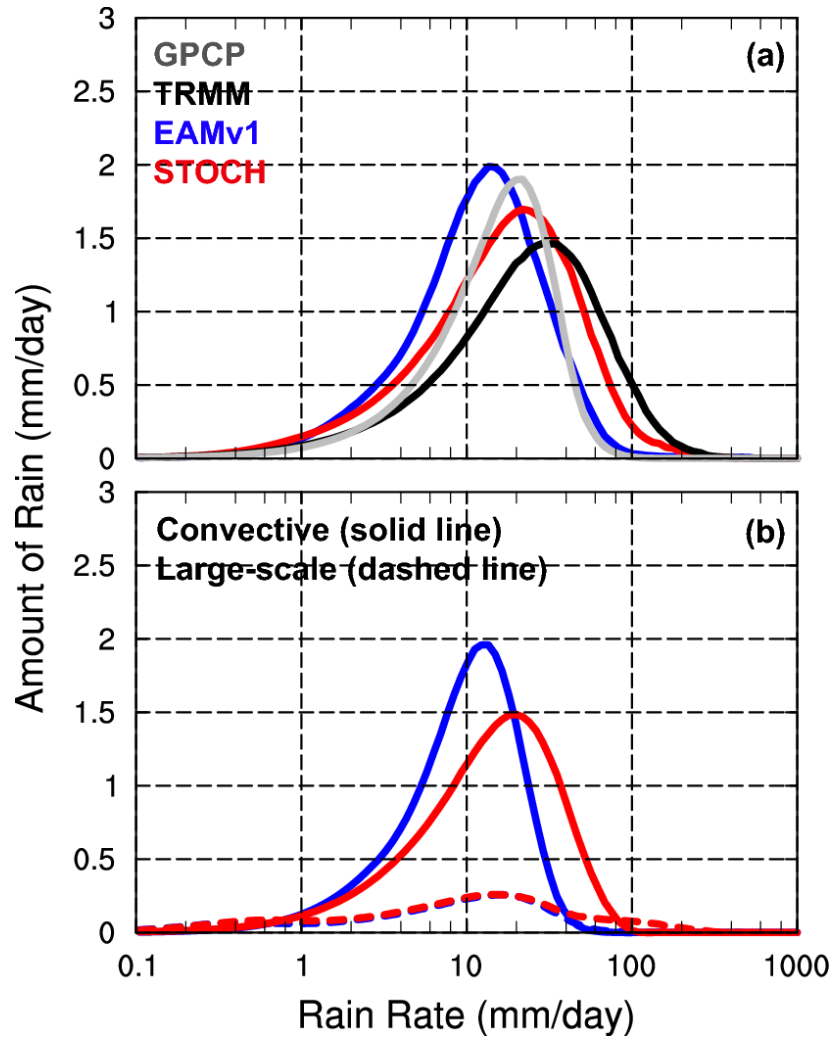 3
GPCP
(a)
2.5
TRMM
EAMv1
2
STOCH
1.5
1
0.5
0
Amount of Rain (mm/day)
3
Convective (solid line)
(b)
Large-scale (dashed line)
2.5
2
1.5
1
0.5
0
0.1
1
10
100
1000
Rain Rate (mm/day)